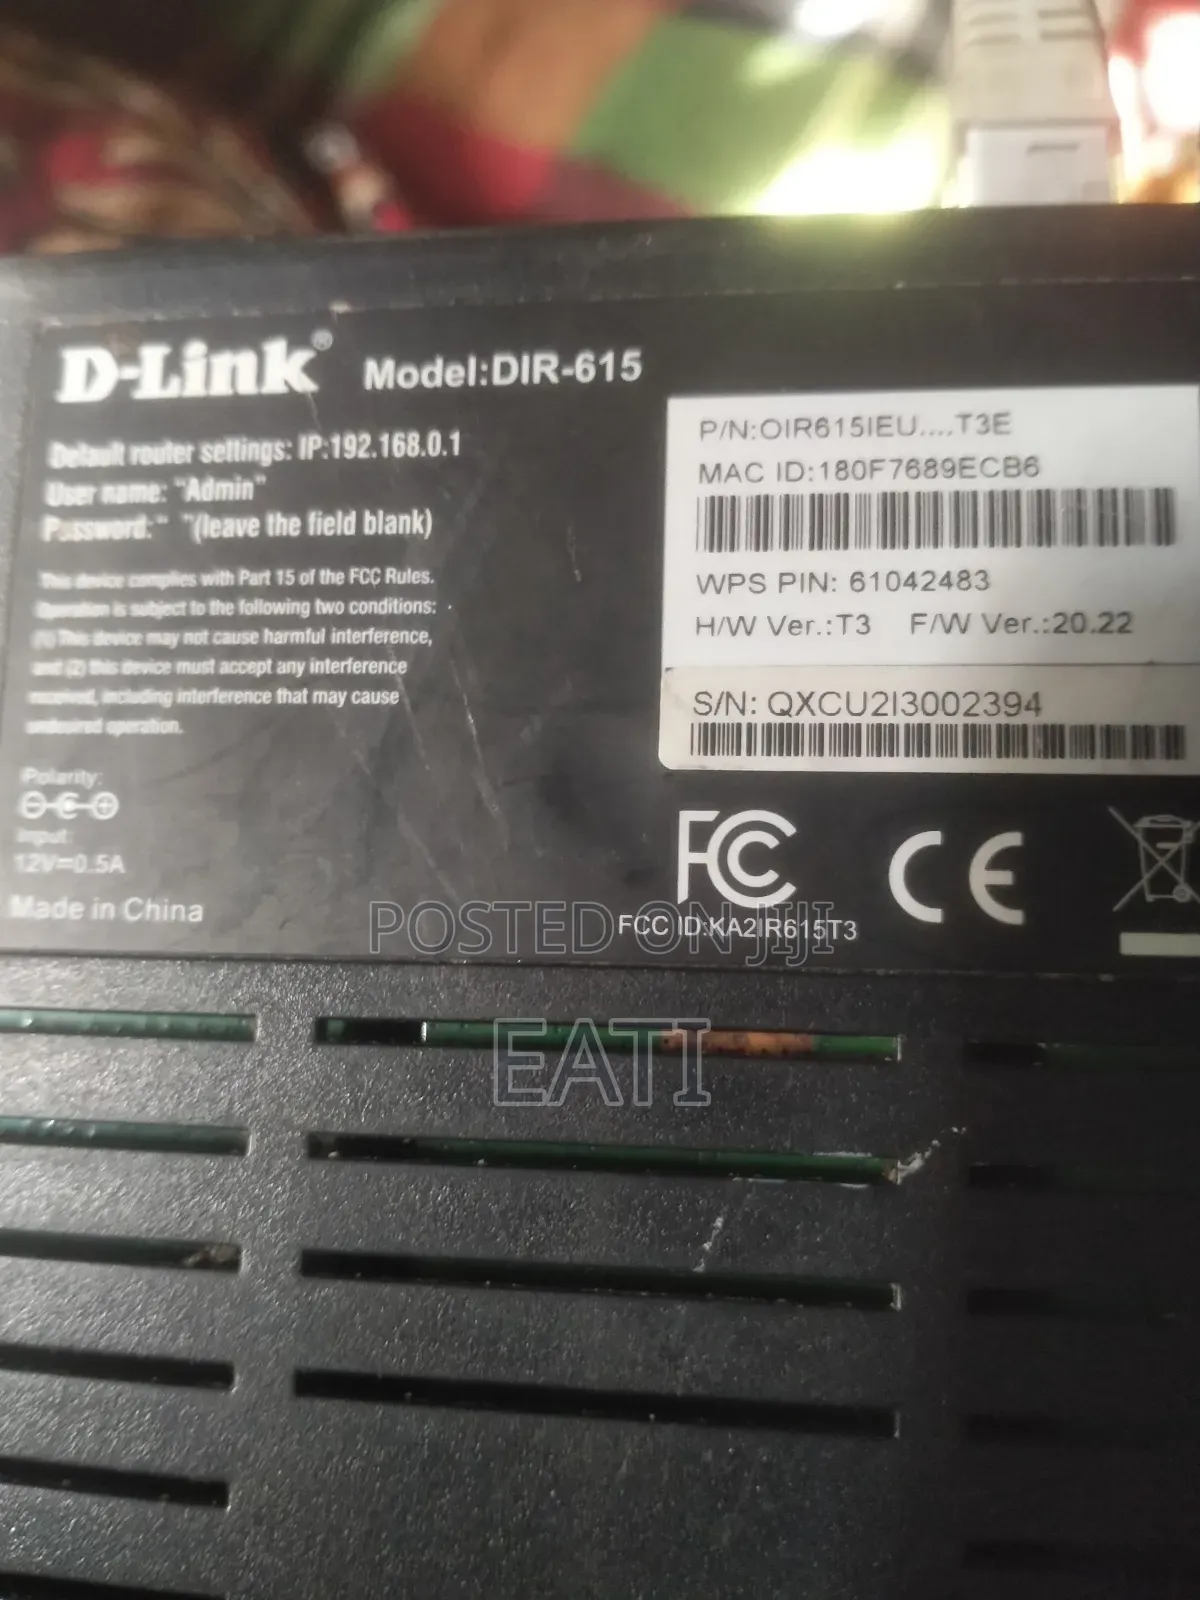 D-Link® Model:DIR-615
Default router settings: IP:192.168.0.1
User name: "Admin"
Password:" "(leave the field blank)
This device complies with Part 15 of the FCC Rules.
Operation is subject to the following two conditions:
(1) This device may not cause harmful interference,
and (2) this device must accept any interference
received, including interference that may cause
undesired operation.
Polarity:
Input:
12V=0.5A
Made in China
P/N:OIR615IEU....T3E
MAC ID:180F7689ECB6
WPS PIN: 61042483
H/W Ver.:T3 F/W Ver.:20.22
S/N: QXCU2I3002394
FC CE
FCC ID:KA2IR615T3
POSTED ON JIJI
EATI